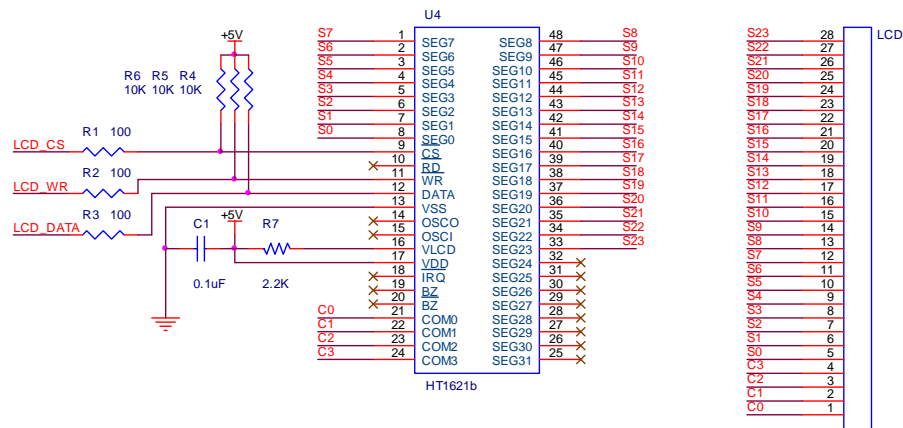 U4
LCD
+5V
R6 R5 R4
10K 10K 10K
LCD_CS R1 100
LCD_WR R2 100
LCD_DATA R3 100
+5V
C1 R7
0.1uF 2.2K
S7 1 SEG7 SEG8 48 S8
S6 2 SEG6 SEG9 47 S9
S5 3 SEG5 SEG10 46 S10
S4 4 SEG4 SEG11 45 S11
S3 5 SEG3 SEG12 44 S12
S2 6 SEG2 SEG13 43 S13
S1 7 SEG1 SEG14 42 S14
S0 8 SEG0 SEG15 41 S15
9 CS SEG16 40 S16
10 RD SEG17 39 S17
11 WR SEG18 38 S18
12 DATA SEG19 37 S19
13 VSS SEG20 36 S20
14 OSCO SEG21 35 S21
15 OSCI SEG22 34 S22
16 VLCD SEG23 33 S23
17 VDD SEG24 32
18 IRQ SEG25 31
19 BZ SEG26 30
20 BZ SEG27 29
C0 21 COM0 SEG28 28
C1 22 COM1 SEG29 27
C2 23 COM2 SEG30 26
C3 24 COM3 SEG31 25
HT1621b
S23 28
S22 27
S21 26
S20 25
S19 24
S18 23
S17 22
S16 21
S15 20
S14 19
S13 18
S12 17
S11 16
S10 15
S9 14
S8 13
S7 12
S6 11
S5 10
S4 9
S3 8
S2 7
S1 6
S0 5
C3 4
C2 3
C1 2
C0 1